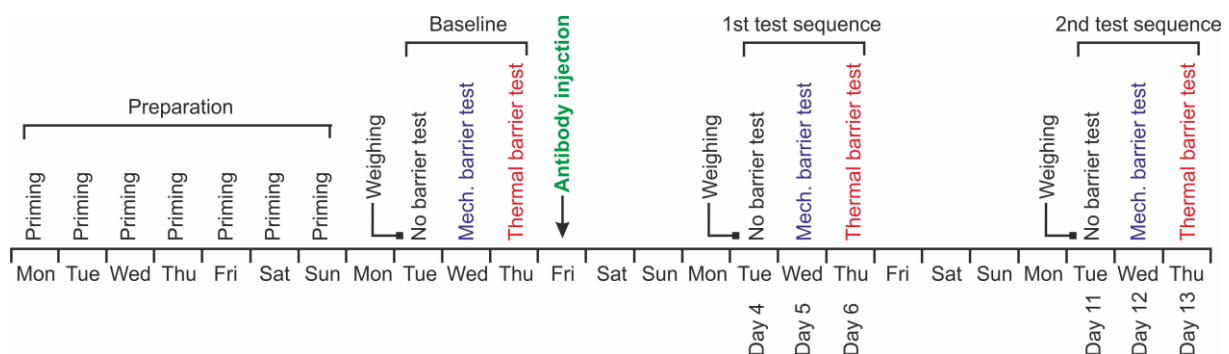 Baseline
1st test sequence
2nd test sequence
Preparation
Priming
Priming
Priming
Priming
Priming
Priming
Priming
Weighing
No barrier test
Mech. barrier test
Thermal barrier test
Antibody injection
Weighing
No barrier test
Mech. barrier test
Thermal barrier test
Weighing
No barrier test
Mech. barrier test
Thermal barrier test
Mon Tue Wed Thu Fri Sat Sun Mon Tue Wed Thu Fri Sat Sun Mon Tue Wed Thu Fri Sat Sun Mon Tue Wed Thu
Day 4
Day 5
Day 6
Day 11
Day 12
Day 13